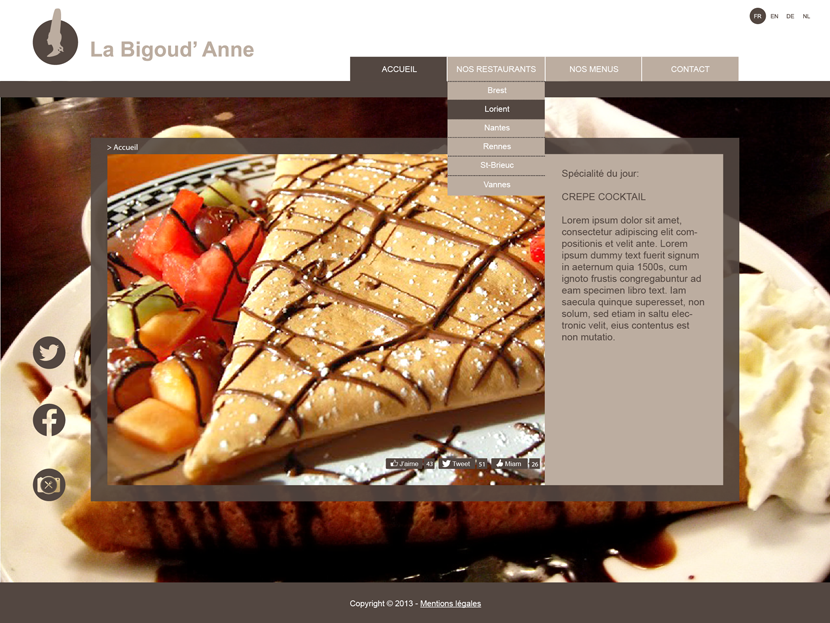 La Bigoud' Anne
FR EN DE NL
ACCUEIL NOS RESTAURANTS NOS MENUS CONTACT
Brest
Lorient
Nantes
Rennes
St-Brieuc
Vannes
> Accueil
Spécialité du jour:
CREPE COCKTAIL
Lorem ipsum dolor sit amet,
consectetur adipiscing elit com-
positionis et velit ante. Lorem
ipsum dummy text fuerit signum
in aeternum quia 1500s, cum
ignoto frustis congregabuntur ad
eam specimen libro text. Iam
saecula quinque superesset, non
solum, sed etiam in saltu elec-
tronic velit, eius contentus est
non mutatio.
J'aime 43 Tweet 51 Miam 26
Copyright © 2013 - Mentions légales